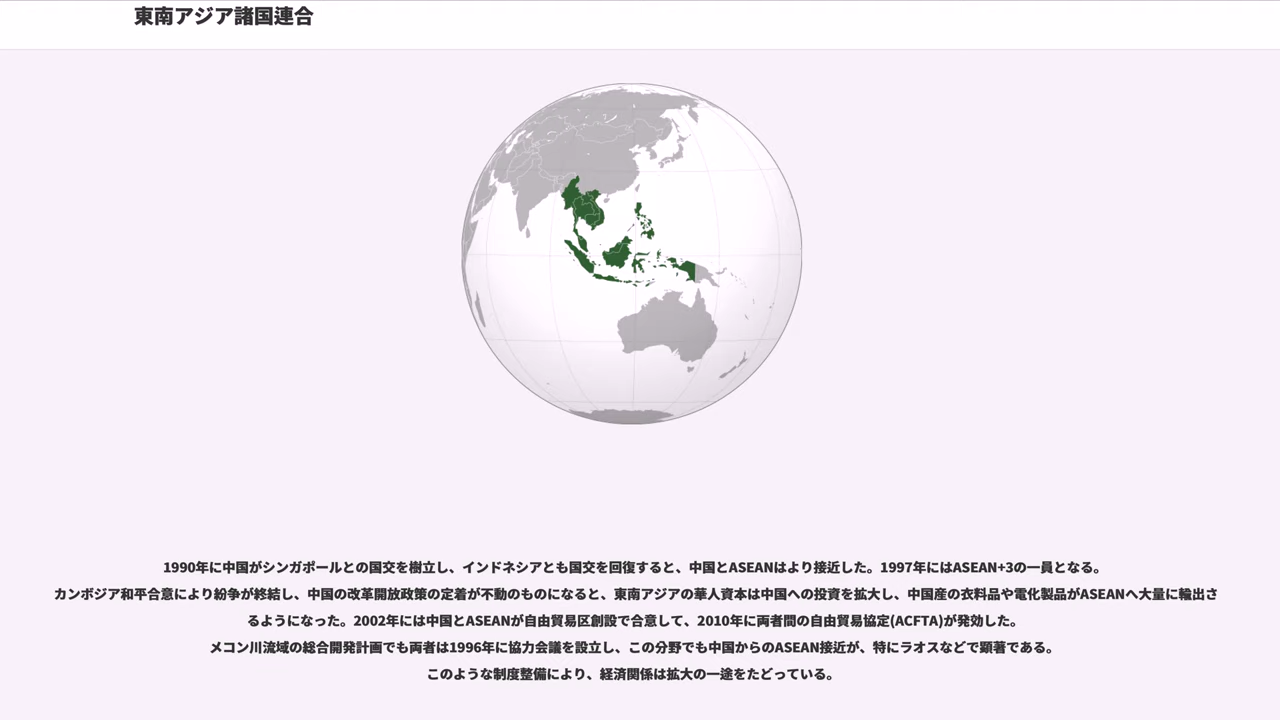 東南アジア諸国連合
1990年に中国がシンガポールとの国交を樹立し、インドネシアとも国交を回復すると、中国とASEANはより接近した。1997年にはASEAN+3の一員となる。
カンボジア和平合意により紛争が終結し、中国の改革開放政策の定着が不動のものになると、東南アジアの華人資本は中国への投資を拡大し、中国産の衣料品や電化製品がASEANへ大量に輸出さ
るようになった。2002年には中国とASEANが自由貿易区創設で合意して、2010年に両者間の自由貿易協定(ACFTA)が発効した。
メコン川流域の総合開発計画でも両者は1996年に協力会議を設立し、この分野でも中国からのASEAN接近が、特にラオスなどで顕著である。
このような制度整備により、経済関係は拡大の一途をたどっている。